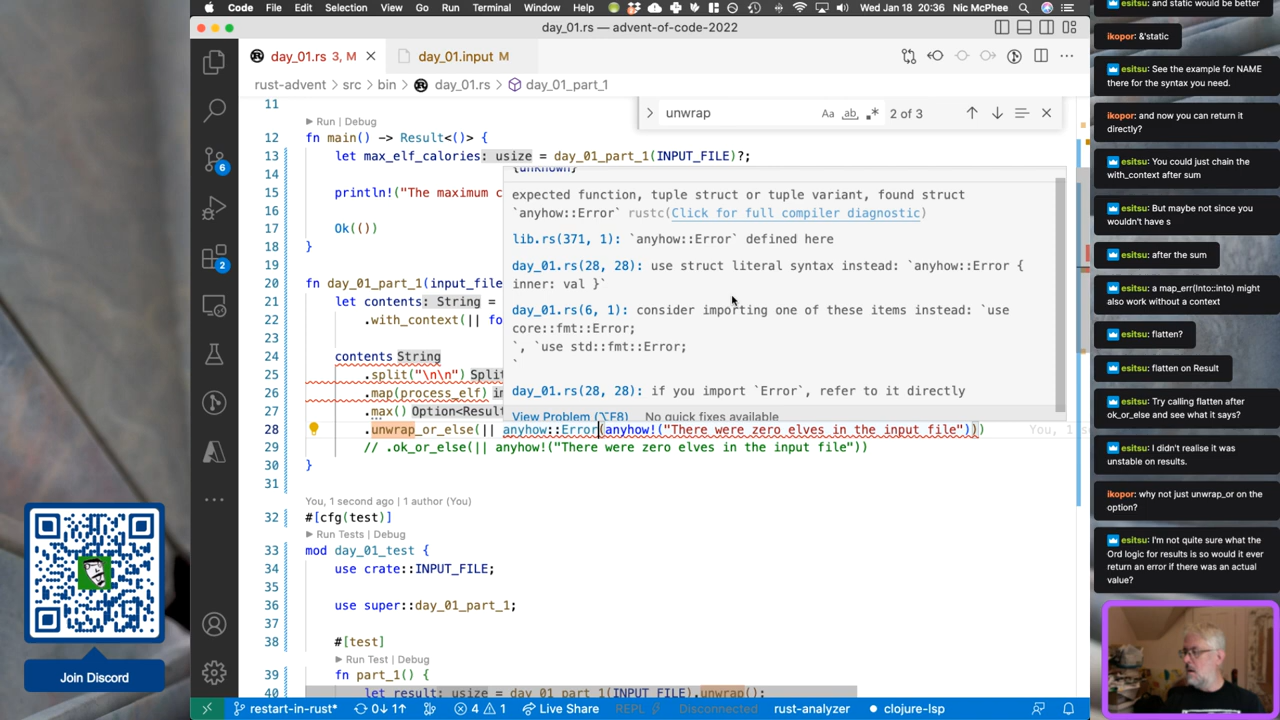 Code File Edit Selection View Go Run Terminal Window Help Wed Jan 18 20:36 Nic McPhee
day_01.rs — advent-of-code-2022
day_01.rs 3, M
day_01.input M
rust-advent > src > bin > day_01.rs > day_01_part_1
unwrap
Aa
ab
2 of 3
11
▶ Run | Debug
12 fn main() -> Result<()> {
13 let max_elf_calories: usize = day_01_part_1(INPUT_FILE)?;
14
15 println!("The maximum c
16
17 Ok(())
18 }
19
20 fn day_01_part_1(input_file
21 let contents: String =
22 .with_context(|| fo
23
24 contents String
25 .split("\n\n") Split
26 .map(process_elf) im
27 .max() Option<Result
28 .unwrap_or_else(|| anyhow::Error(anyhow!("There were zero elves in the input file")))
You, 1 se
29 // .ok_or_else(|| anyhow!("There were zero elves in the input file"))
30 }
31
You, 1 second ago | 1 author (You)
32 #[cfg(test)]
▶ Run Tests | Debug
33 mod day_01_test {
34 use crate::INPUT_FILE;
35
36 use super::day_01_part_1;
37
38 #[test]
▶ Run Test | Debug
39 fn part_1() {
40 let result: usize = day_01_part_1(INPUT_FILE).unwrap();
{unknown}
expected function, tuple struct or tuple variant, found struct
`anyhow::Error` rustc(Click for full compiler diagnostic)
lib.rs(371, 1): `anyhow::Error` defined here
day_01.rs(28, 28): use struct literal syntax instead: `anyhow::Error {
inner: val }`
day_01.rs(6, 1): consider importing one of these items instead: `use
core::fmt::Error;
`, `use std::fmt::Error;
`
day_01.rs(28, 28): if you import `Error`, refer to it directly
View Problem (⌥F8) No quick fixes available
6
2
restart-in-rust* 0↓ 1↑ 4 1 Live Share REPL Disconnected rust-analyzer clojure-lsp
Join Discord
esitsu: and static would be better
ikopor: &'static
esitsu: See the example for NAME
there for the syntax you need.
ikopor: and now you can return it
directly?
esitsu: You could just chain the
with_context after sum
esitsu: But maybe not since you
wouldn't have s
esitsu: after the sum
esitsu: a map_err(Into::into) might
also work without a context
esitsu: flatten?
esitsu: flatten on Result
esitsu: Try calling flatten after
ok_or_else and see what it says?
esitsu: I didn't realise it was
unstable on results.
ikopor: why not just unwrap_or on the
option?
esitsu: I'm not quite sure what the
Ord logic for results is so would it ever
return an error if there was an actual
value?